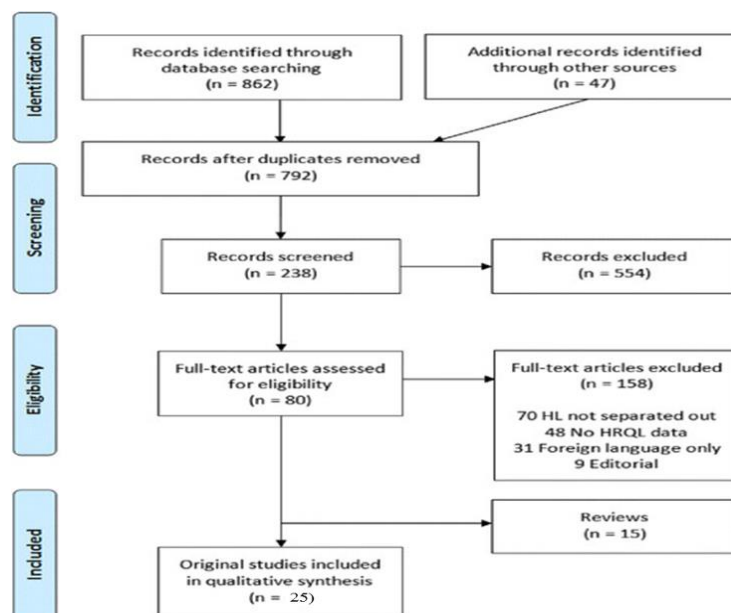 Identification
Records identified through
database searching
(n = 862)
Additional records identified
through other sources
(n = 47)
Records after duplicates removed
(n = 792)
Screening
Records screened
(n = 238)
Records excluded
(n = 554)
Eligibility
Full-text articles assessed
for eligibility
(n = 80)
Full-text articles excluded
(n = 158)
70 HL not separated out
48 No HRQL data
31 Foreign language only
9 Editorial
Reviews
(n = 15)
Included
Original studies included
in qualitative synthesis
(n = 25)